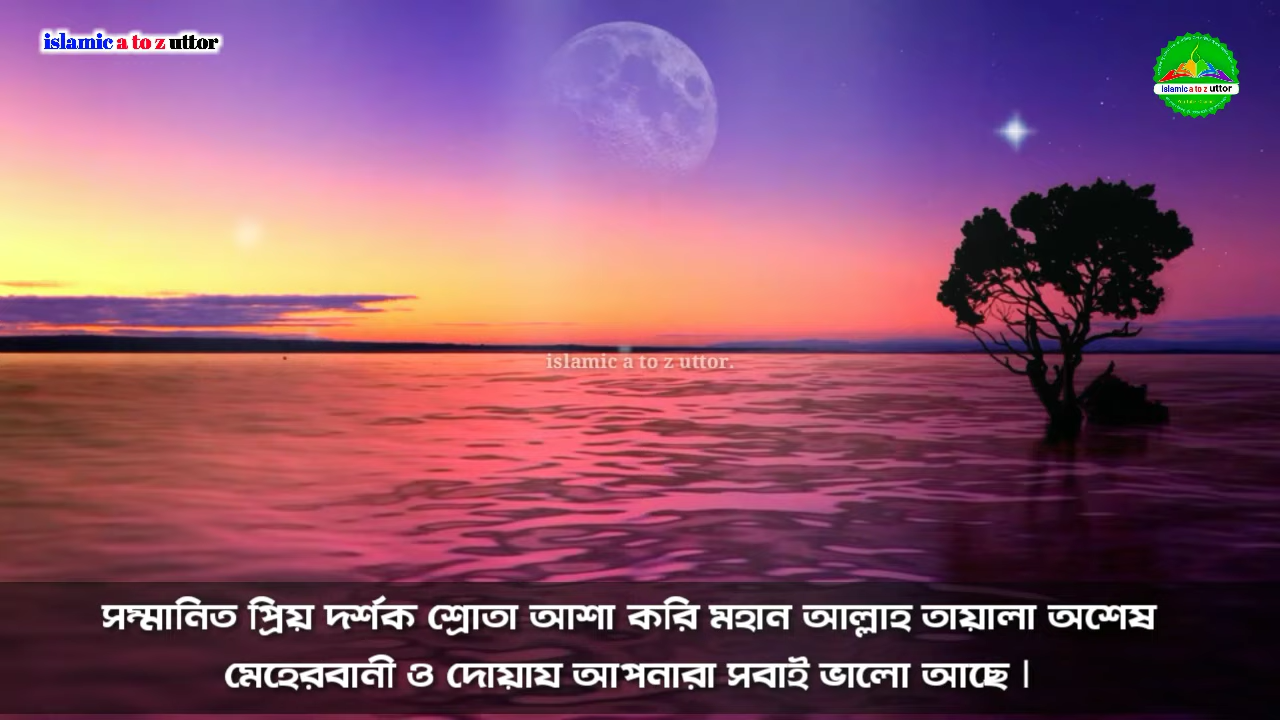 islamic a to z uttor
islamic a to z uttor
islamic a to z uttor.
সম্মানিত প্রিয় দর্শক শ্রোতা আশা করি মহান আল্লাহ তায়ালা অশেষ
মেহেরবানী ও দোয়ায আপনারা সবাই ভালো আছে।